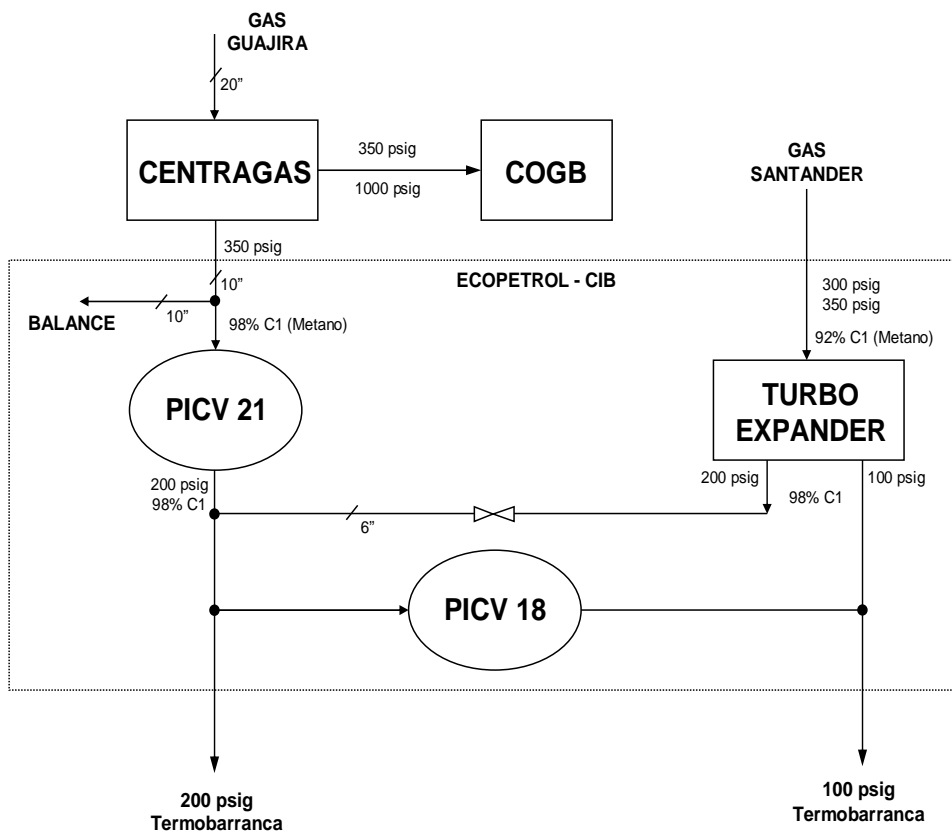 GAS
GUAJIRA
20”
CENTRAGAS
350 psig
1000 psig
COGB
GAS
SANTANDER
350 psig
10”
ECOPETROL - CIB
BALANCE
10”
98% C1 (Metano)
300 psig
350 psig
92% C1 (Metano)
PICV 21
TURBO
EXPANDER
200 psig
98% C1
6”
200 psig
98% C1
100 psig
PICV 18
200 psig
Termobarranca
100 psig
Termobarranca